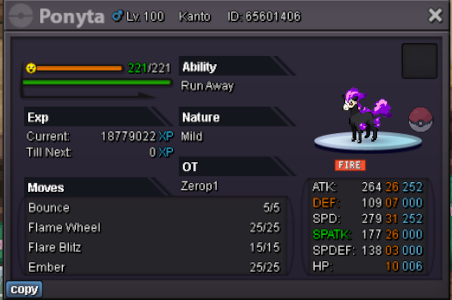 Ponyta ♂ Lv. 100 Kanto ID: 65601406
221/221
Ability
Run Away
Exp
Current: 18779022 XP
Till Next: 0 XP
Nature
Mild
OT
Zerop1
FIRE
Moves
Bounce 5/5
Flame Wheel 25/25
Flare Blitz 15/15
Ember 25/25
ATK: 264 26 252
DEF: 109 07 000
SPD: 279 31 252
SPATK: 177 26 000
SPDEF: 138 03 000
HP: 10 006
copy